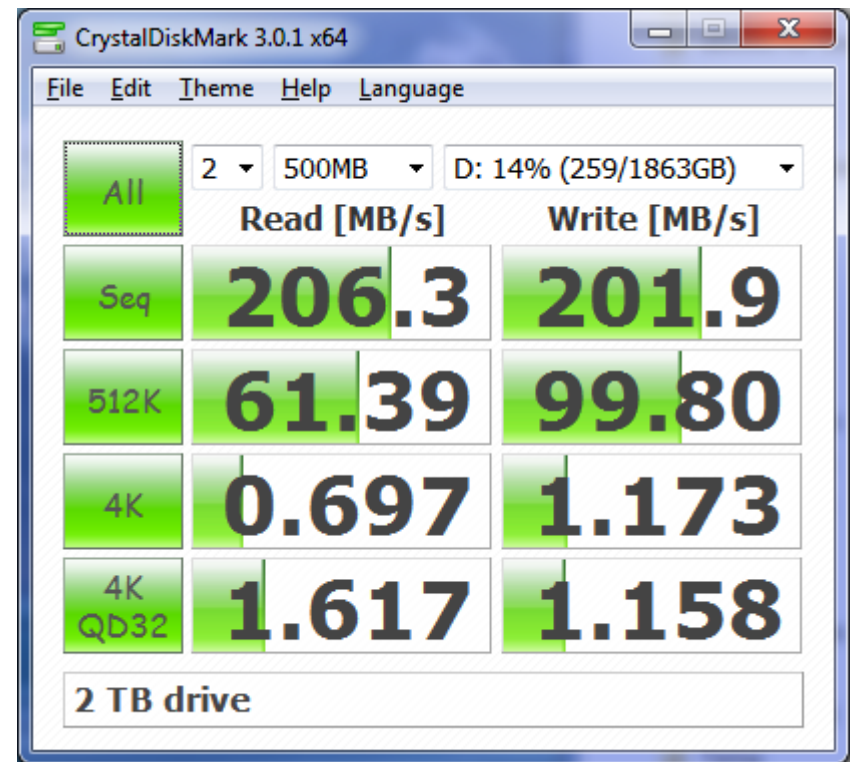 CrystalDiskMark 3.0.1 x64
File Edit Theme Help Language
All 2 500MB D: 14% (259/1863GB)
Read [MB/s] Write [MB/s]
Seq 206.3 201.9
512K 61.39 99.80
4K 0.697 1.173
4K QD32 1.617 1.158
2 TB drive